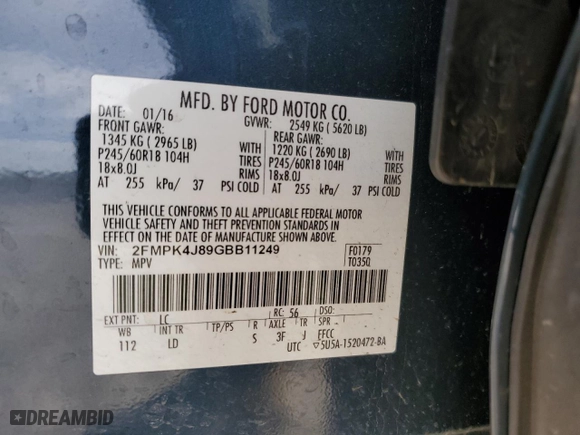 MFD. BY FORD MOTOR CO.
DATE: 01/16 GVWR: 2549 KG ( 5620 LB)
FRONT GAWR: REAR GAWR:
1345 KG ( 2965 LB) WITH 1220 KG ( 2690 LB) WITH
P245/60R18 104H TIRES P245/60R18 104H TIRES
18x8.0J RIMS 18x8.0J RIMS
AT 255 kPa/ 37 PSI COLD AT 255 kPa/ 37 PSI COLD
THIS VEHICLE CONFORMS TO ALL APPLICABLE FEDERAL MOTOR
VEHICLE SAFETY AND THEFT PREVENTION STANDARDS IN
EFFECT ON THE DATE OF MANUFACTURE SHOWN ABOVE.
VIN: 2FMPK4J89GBB11249 F0179
TYPE: MPV TD350
EXT PNT: LC RC: 56 DSO:
WB INT TR TP/PS R AXLE TR SPR
112 LD S 3F J EFCC
UTC ▽5U5A-1520472-BA
DREAMBID